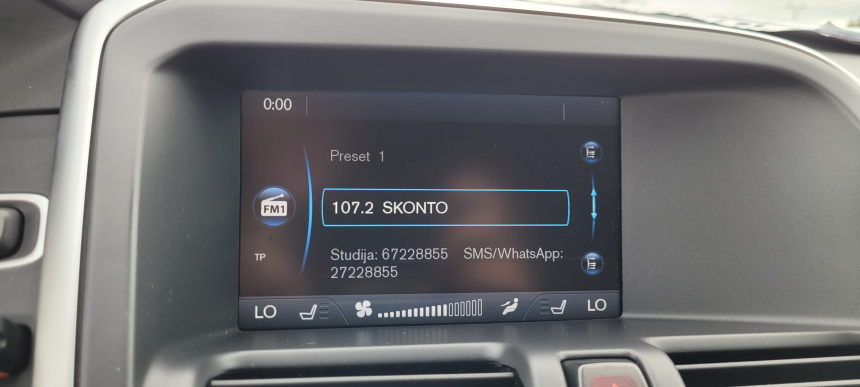 0:00
Preset 1
FM1
107.2 SKONTO
TP
Studija: 67228855 SMS/WhatsApp:
27228855
LO
LO